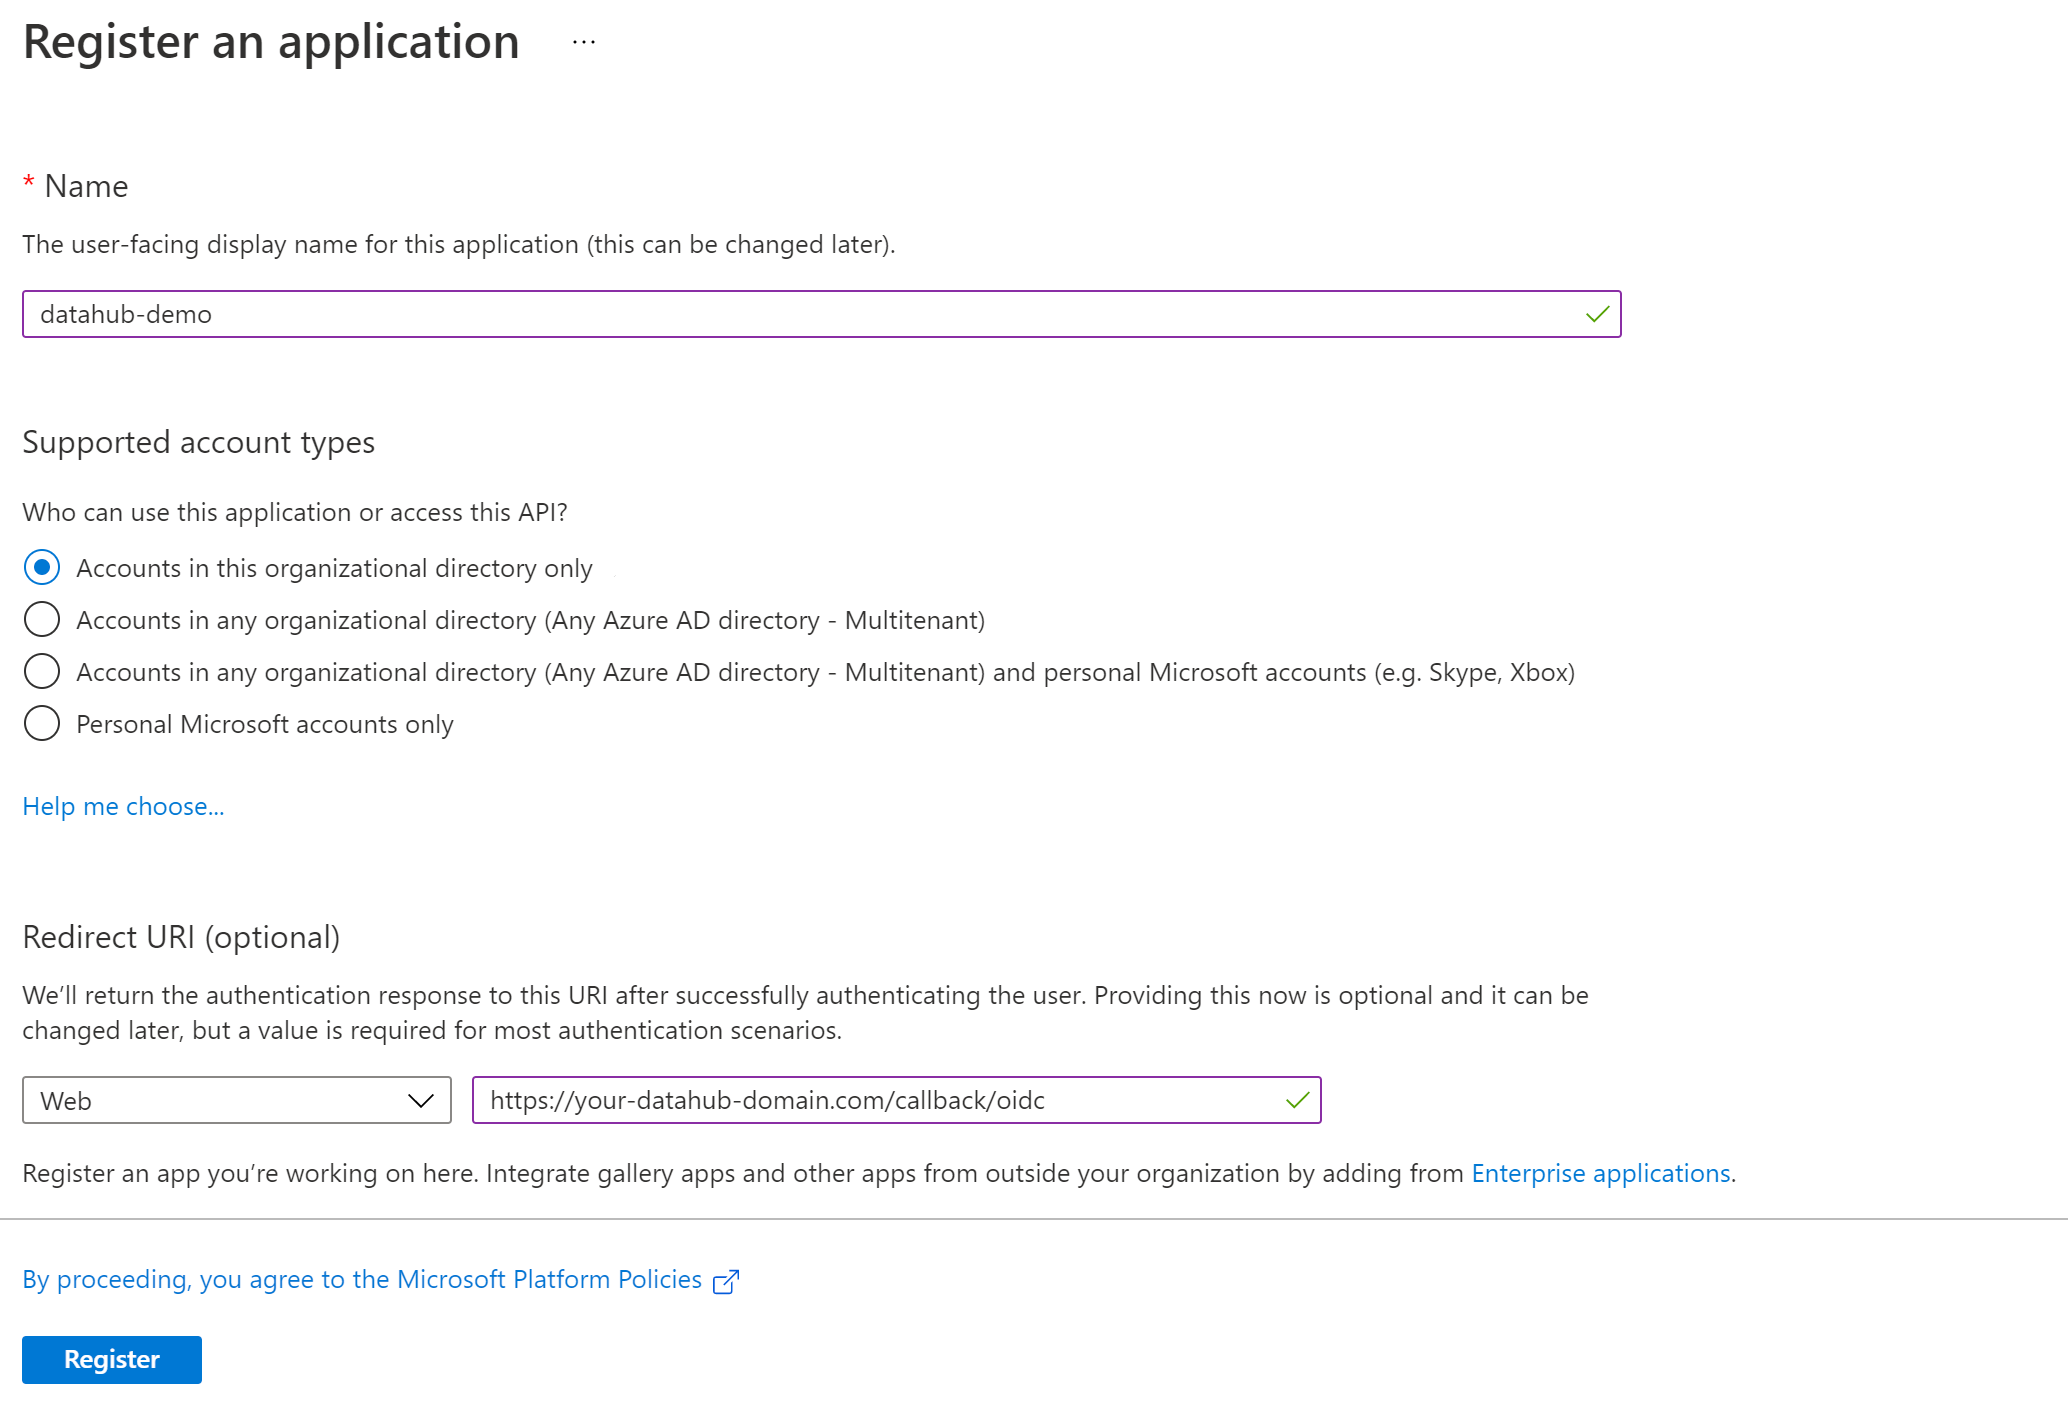 Register an application ...
* Name
The user-facing display name for this application (this can be changed later).
datahub-demo
Supported account types
Who can use this application or access this API?
Accounts in this organizational directory only
Accounts in any organizational directory (Any Azure AD directory - Multitenant)
Accounts in any organizational directory (Any Azure AD directory - Multitenant) and personal Microsoft accounts (e.g. Skype, Xbox)
Personal Microsoft accounts only
Help me choose...
Redirect URI (optional)
We’ll return the authentication response to this URI after successfully authenticating the user. Providing this now is optional and it can be
changed later, but a value is required for most authentication scenarios.
Web https://your-datahub-domain.com/callback/oidc
Register an app you’re working on here. Integrate gallery apps and other apps from outside your organization by adding from Enterprise applications.
By proceeding, you agree to the Microsoft Platform Policies
Register